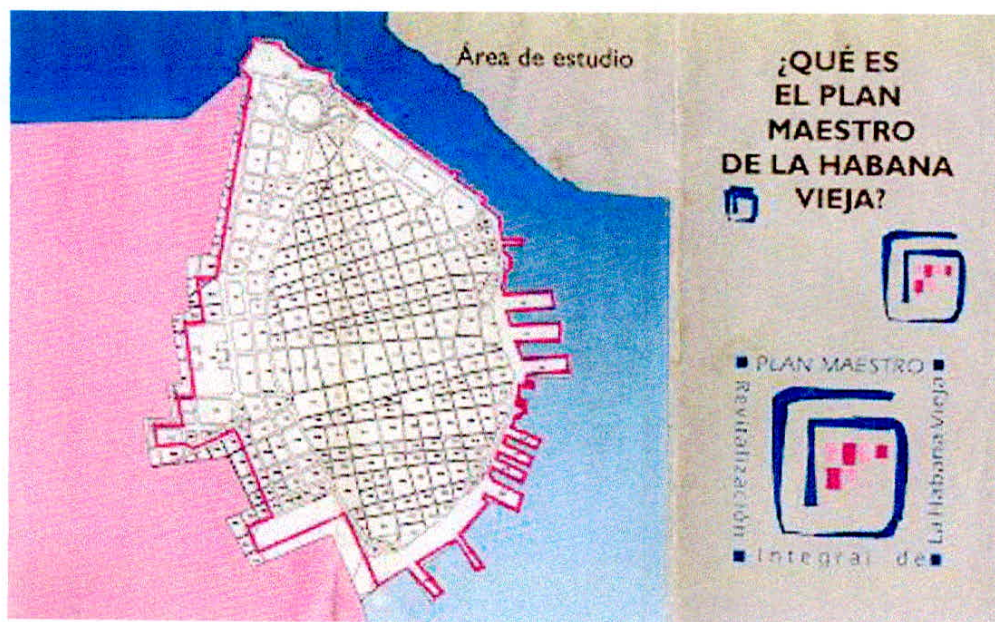 Área de estudio
¿QUÉ ES
EL PLAN
MAESTRO
DE LA HABANA
VIEJA?
PLAN MAESTRO
Revitalización
Integral de
La Habana Vieja